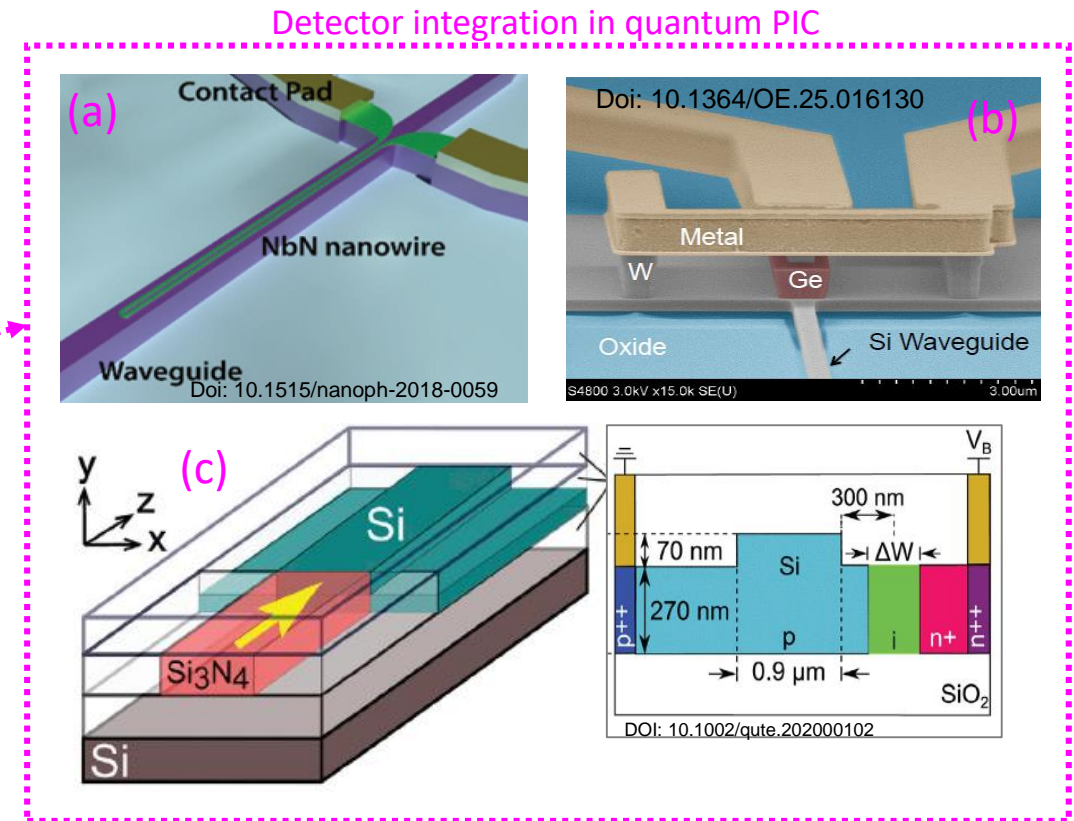 Detector integration in quantum PIC
(a)
Contact Pad
NbN nanowire
Waveguide
Doi: 10.1515/nanoph-2018-0059
Doi: 10.1364/OE.25.016130
(b)
Metal
W
Ge
Oxide
Si Waveguide
S4800 3.0kV x15.0k SE(U)
3.00um
(c)
y
z
x
Si
Si3N4
Si
VB
300 nm
70 nm
ΔW
Si
270 nm
p++
p
i
n+
n++
0.9 μm
SiO2
DOI: 10.1002/qute.202000102